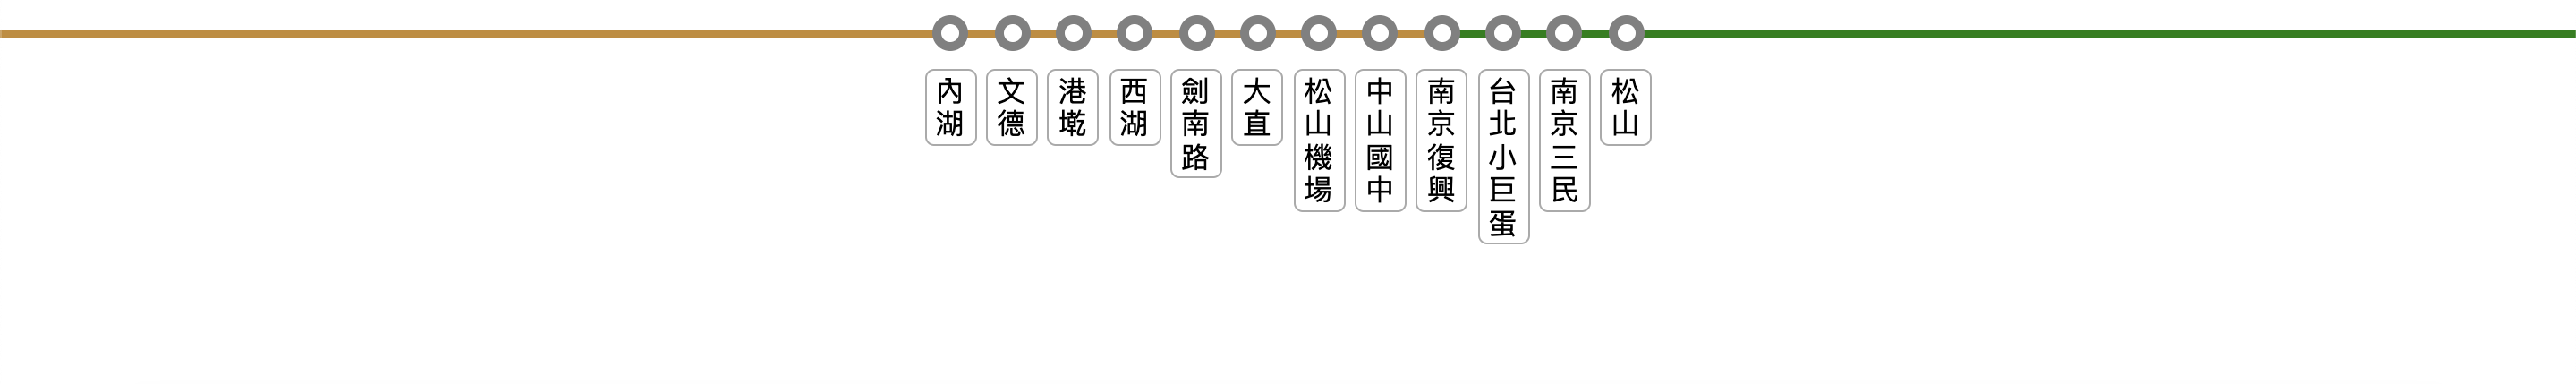 內湖
文德
港墘
西湖
劍南路
大直
松山機場
中山國中
南京復興
台北小巨蛋
南京三民
松山